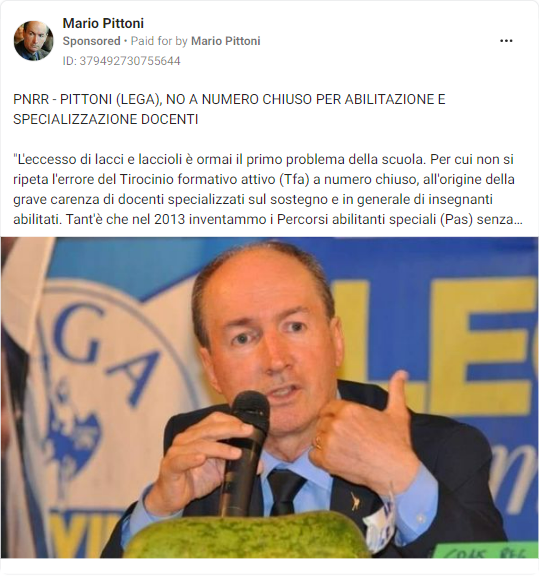 Mario Pittoni
Sponsored • Paid for by Mario Pittoni
ID: 379492730755644
PNRR - PITTONI (LEGA), NO A NUMERO CHIUSO PER ABILITAZIONE E
SPECIALIZZAZIONE DOCENTI
"L'eccesso di lacci e laccioli è ormai il primo problema della scuola. Per cui non si
ripeta l'errore del Tirocinio formativo attivo (Tfa) a numero chiuso, all'origine della
grave carenza di docenti specializzati sul sostegno e in generale di insegnanti
abilitati. Tant'è che nel 2013 inventammo i Percorsi abilitanti speciali (Pas) senza...
EGA
LEG